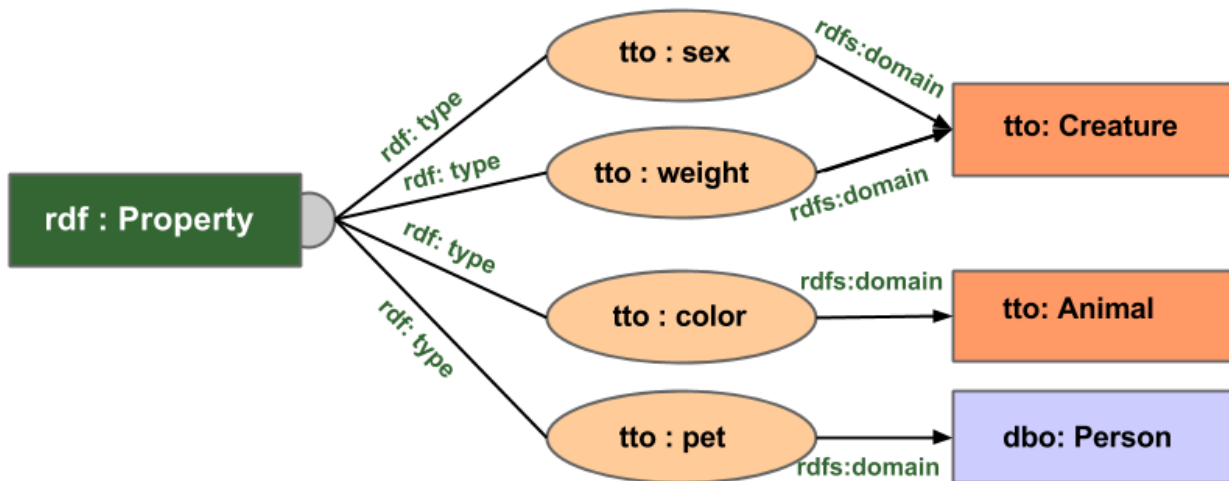 tto : sex
rdfs:domain
rdf: type
tto: Creature
rdf: type
tto : weight
rdfs:domain
rdf : Property
rdf: type
tto : color
rdfs:domain
tto: Animal
rdf: type
tto : pet
rdfs:domain
dbo: Person